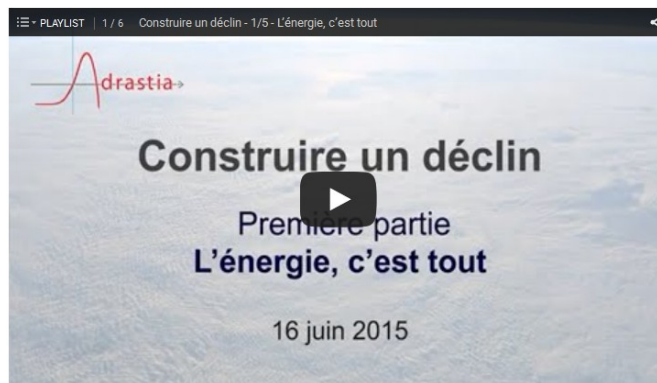 PLAYLIST | 1 / 6 Construire un déclin - 1/5 - L'énergie, c'est tout
Adrastia
Construire un déclin
Première partie
L'énergie, c'est tout
16 juin 2015